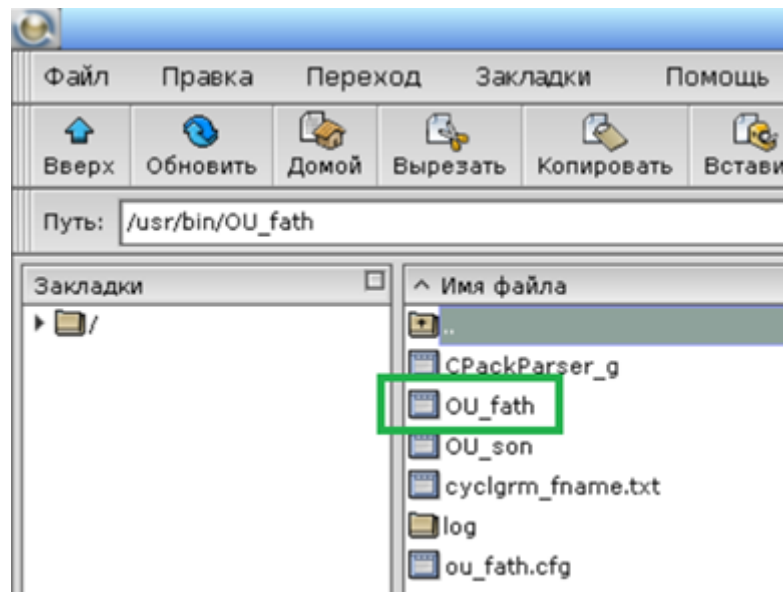 Файл Правка Переход Закладки Помощь
Вверх Обновить Домой Вырезать Копировать Встави
Путь: /usr/bin/OU_fath
Закладки
/
^ Имя файла
..
CPackParser_g
OU_fath
OU_son
cyclgrm_fname.txt
log
ou_fath.cfg